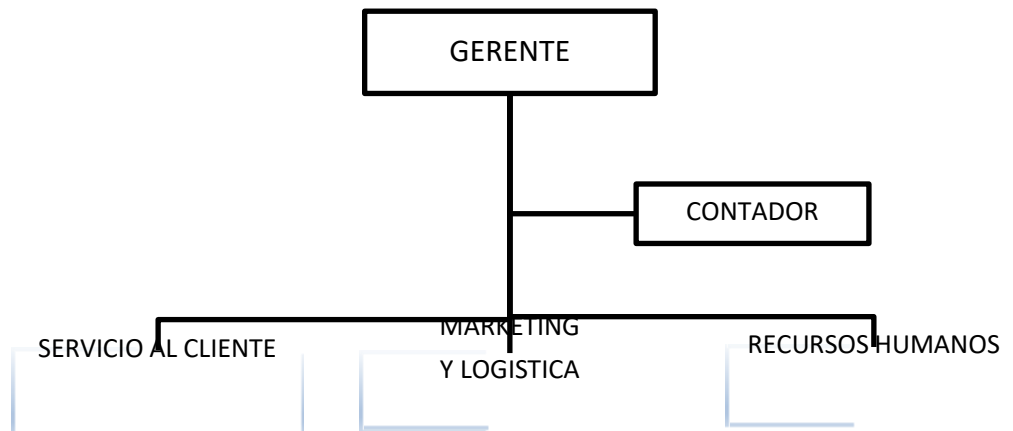 GERENTE
CONTADOR
SERVICIO AL CLIENTE
MARKETING
Y LOGISTICA
RECURSOS HUMANOS